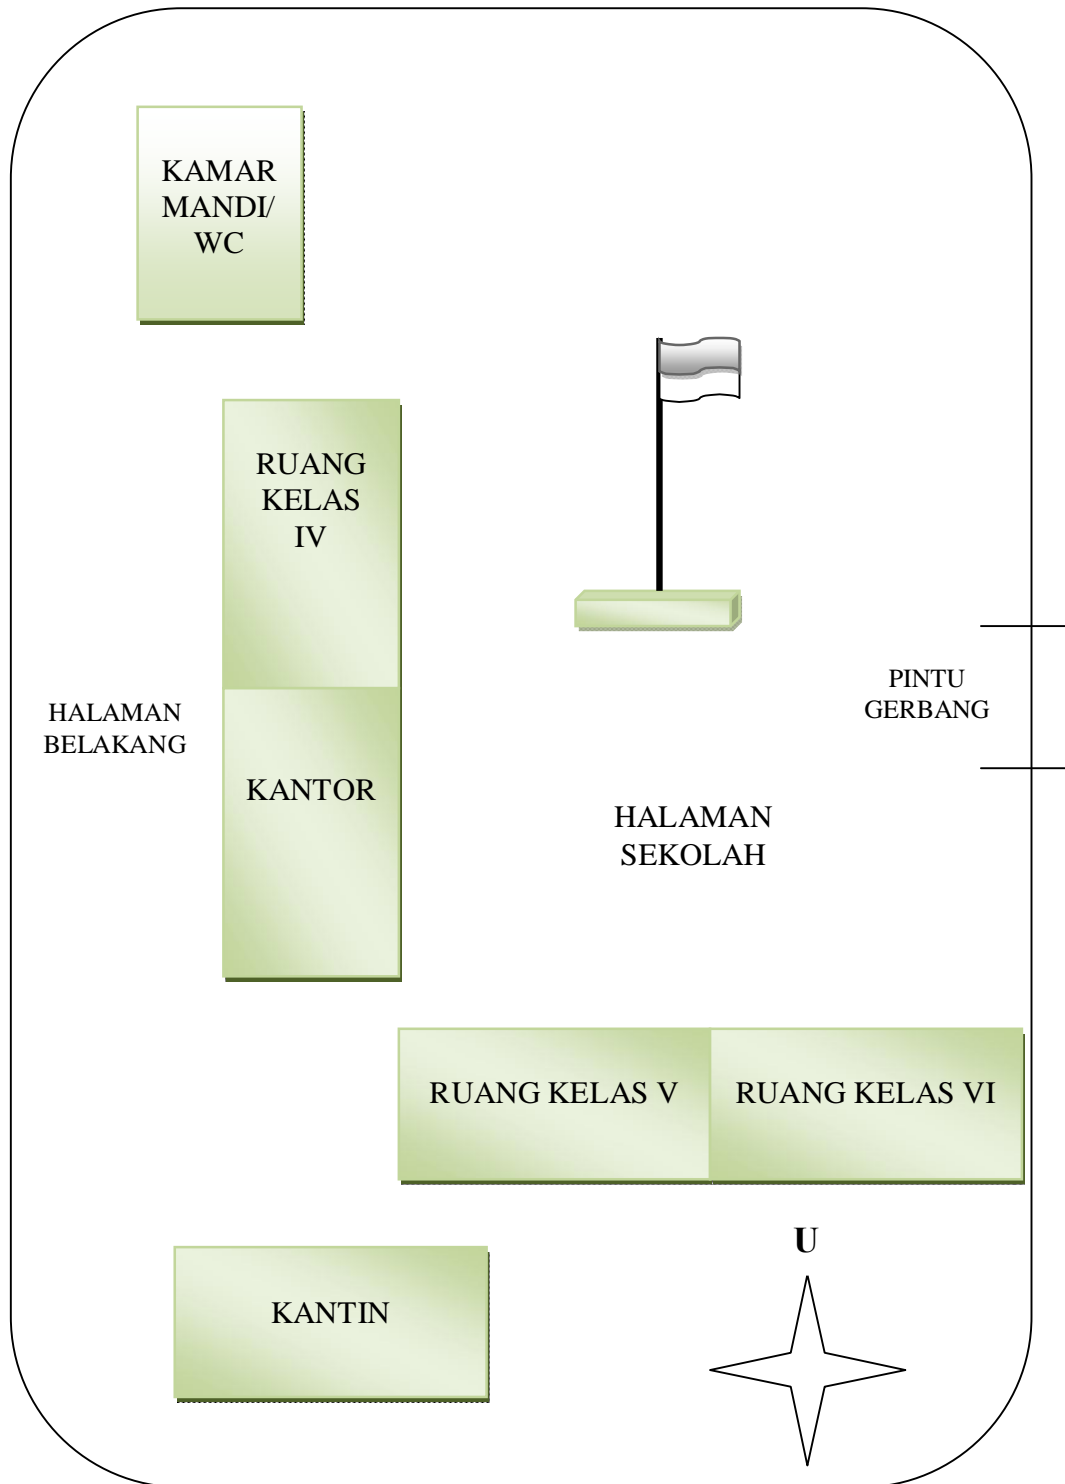 KAMAR
MANDI/
WC
RUANG
KELAS
IV
HALAMAN
BELAKANG
KANTOR
PINTU
GERBANG
HALAMAN
SEKOLAH
RUANG KELAS V
RUANG KELAS VI
U
KANTIN